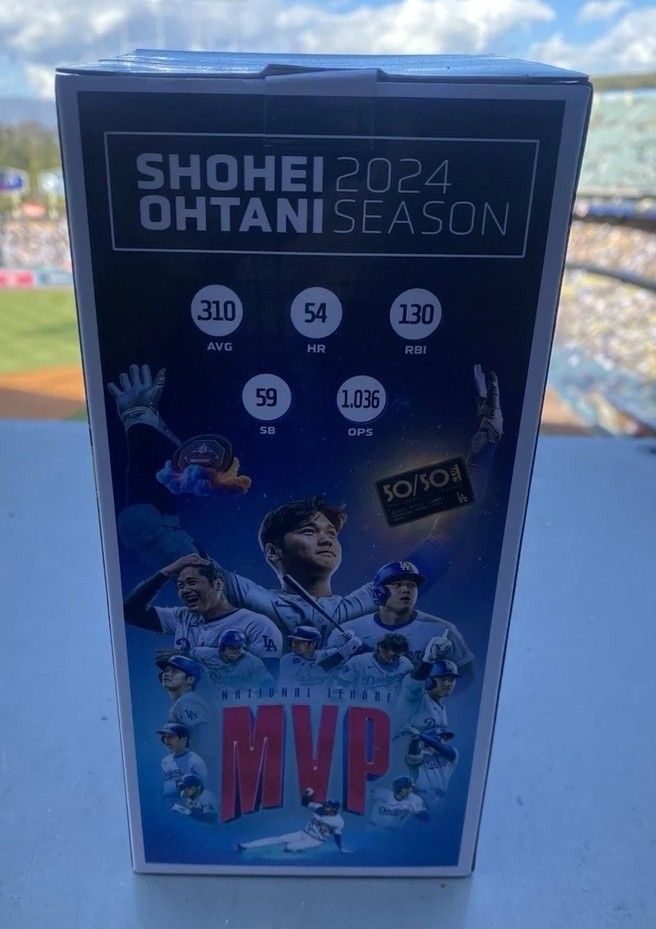 SHOHEI 2024
OHTANI SEASON
.310 54 130
AVG HR RBI
59 1.036
SB OPS
50/50
LA
NATIONAL LEAGUE
MVP